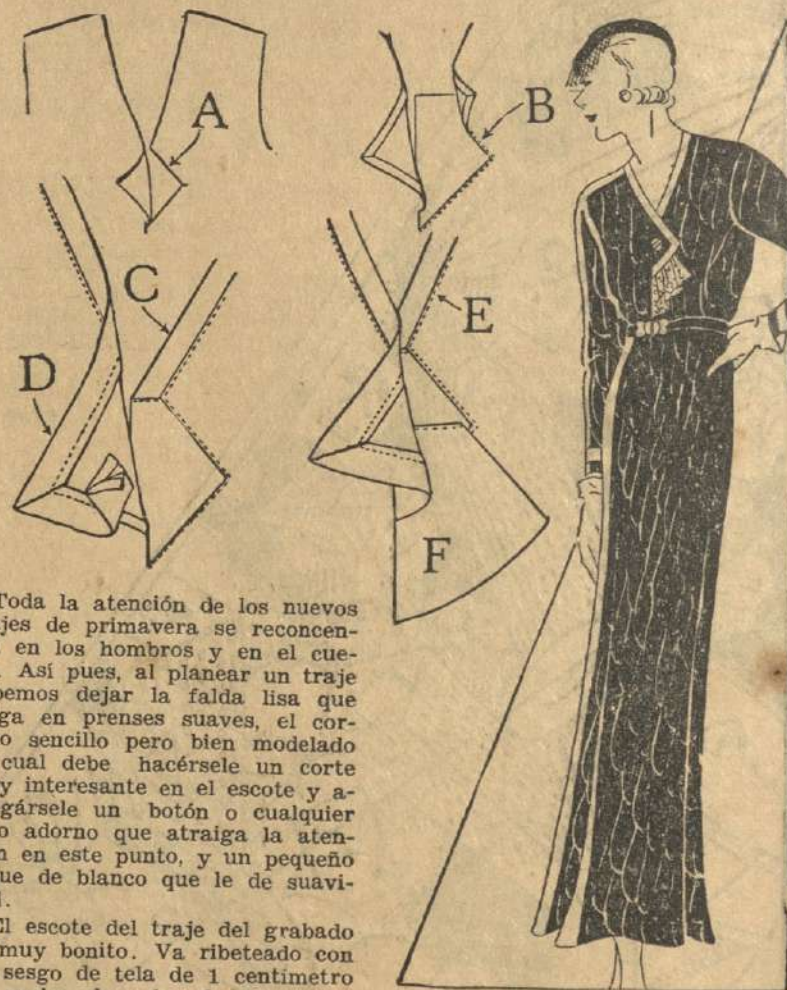 A
B
C
D
E
F
Toda la atención de los nuevos
jes de primavera se reconcen-
en los hombros y en el cue-
. Así pues, al planear un traje
bemos dejar la falda lisa que
ga en prenses suaves, el cor-
o sencillo pero bien modelado
cual debe hacérsele un corte
y interesante en el escote y a-
gársele un botón o cualquier
o adorno que atraiga la aten-
n en este punto, y un pequeño
ue de blanco que le de suavi-
.
El escote del traje del grabado
muy bonito. Va ribeteado con
sesgo de tela de 1 centímetro